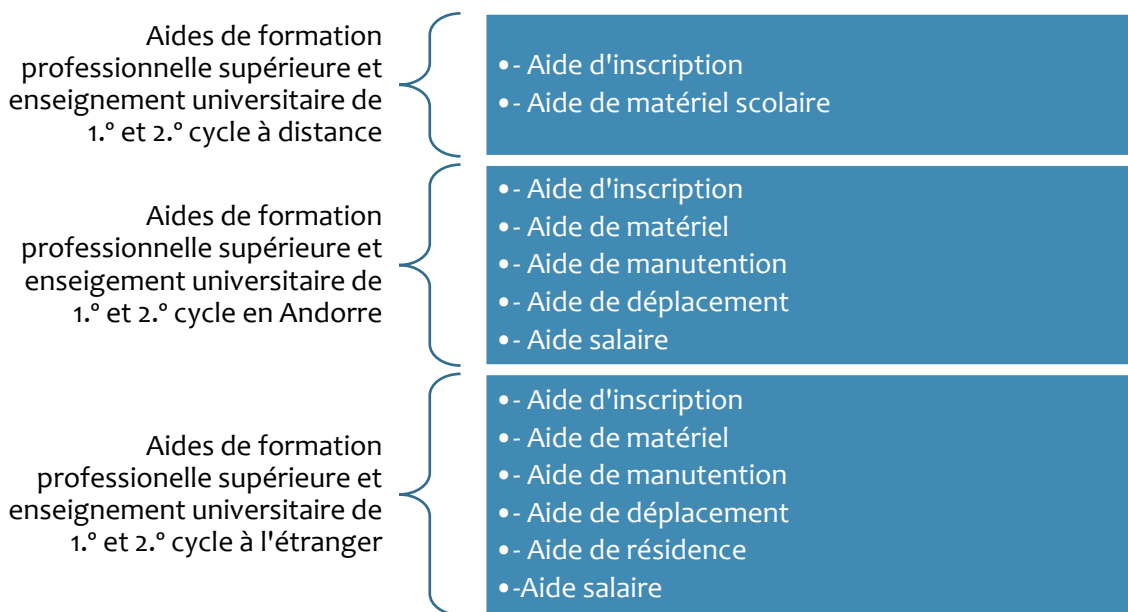 Aides de formation
professionnelle supérieure et
enseignement universitaire de
1.º et 2.º cycle à distance
•- Aide d'inscription
•- Aide de matériel scolaire
Aides de formation
professionnelle supérieure et
enseigement universitaire de
1.º et 2.º cycle en Andorre
•- Aide d'inscription
•- Aide de matériel
•- Aide de manutention
•- Aide de déplacement
•- Aide salaire
Aides de formation
professionelle supérieure et
enseignement universitaire de
1.º et 2.º cycle à l'étranger
•- Aide d'inscription
•- Aide de matériel
•- Aide de manutention
•- Aide de déplacement
•- Aide de résidence
•-Aide salaire